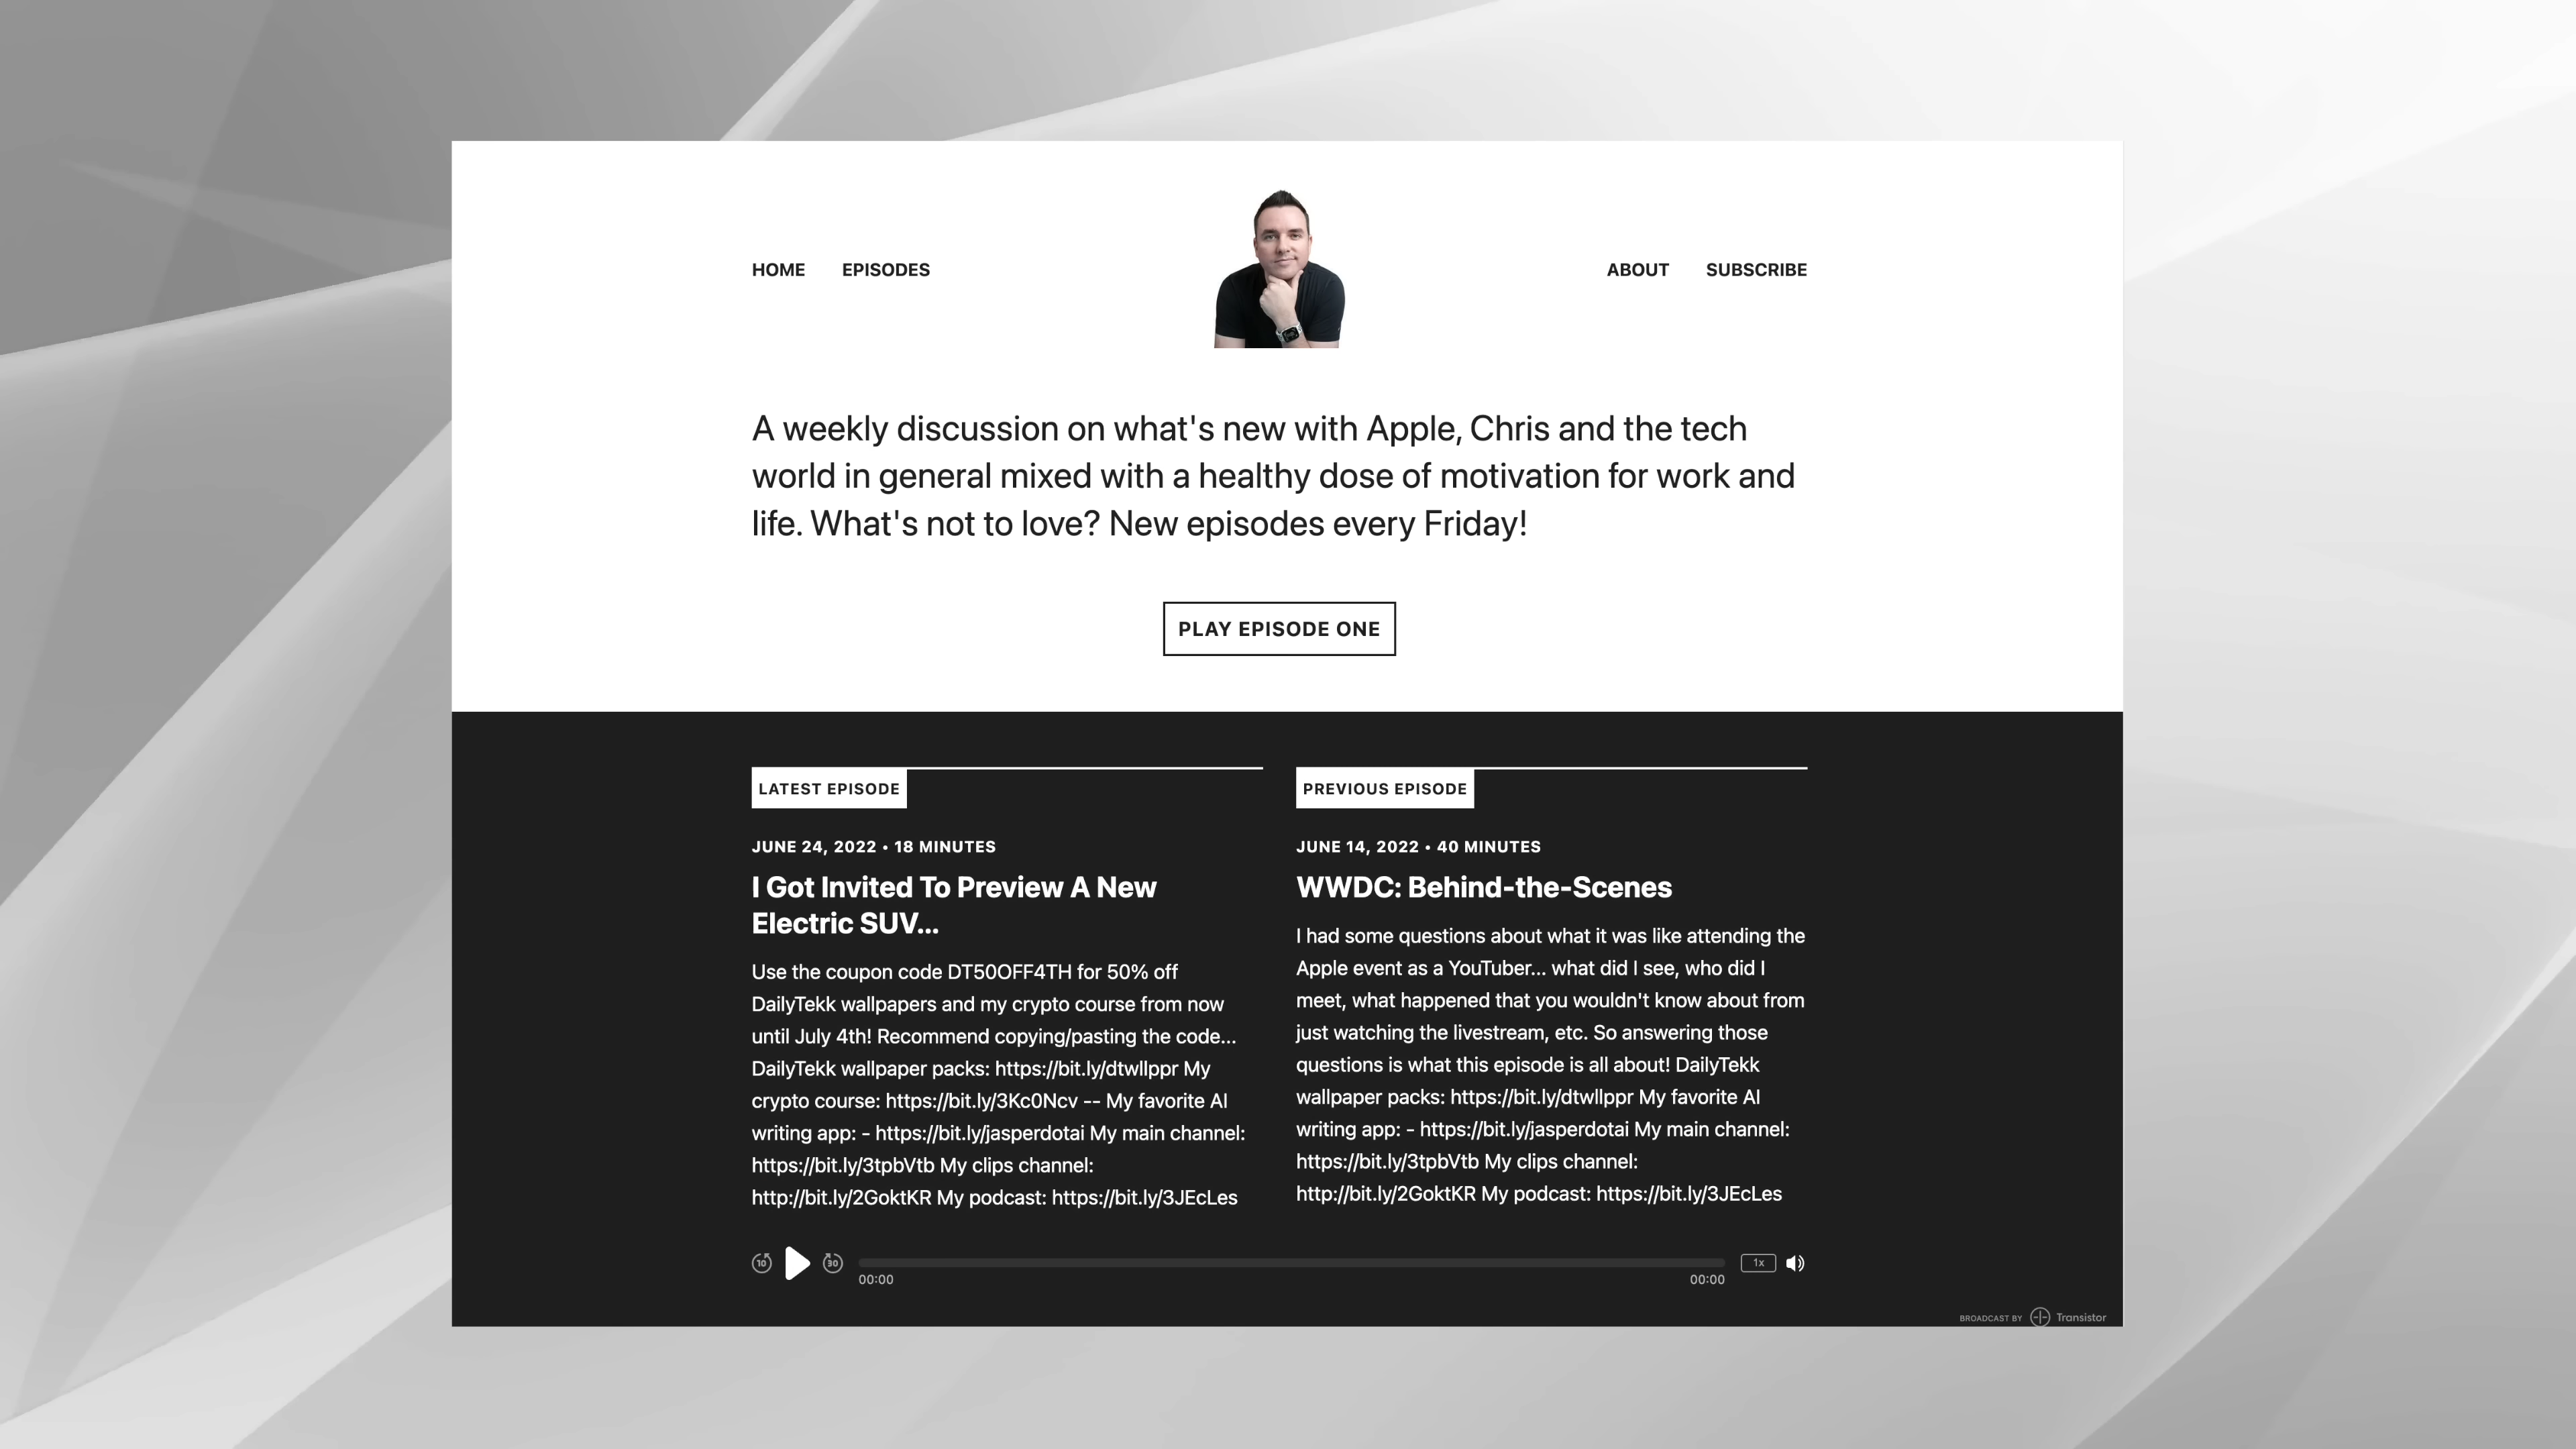 HOME EPISODES ABOUT SUBSCRIBE
A weekly discussion on what's new with Apple, Chris and the tech
world in general mixed with a healthy dose of motivation for work and
life. What's not to love? New episodes every Friday!
PLAY EPISODE ONE
LATEST EPISODE
JUNE 24, 2022 • 18 MINUTES
I Got Invited To Preview A New
Electric SUV...
Use the coupon code DT50OFF4TH for 50% off
DailyTekk wallpapers and my crypto course from now
until July 4th! Recommend copying/pasting the code...
DailyTekk wallpaper packs: https://bit.ly/dtwllppr My
crypto course: https://bit.ly/3Kc0Ncv -- My favorite AI
writing app: - https://bit.ly/jasperdotai My main channel:
https://bit.ly/3tpbVtb My clips channel:
http://bit.ly/2GoktKR My podcast: https://bit.ly/3JEcLes
PREVIOUS EPISODE
JUNE 14, 2022 • 40 MINUTES
WWDC: Behind-the-Scenes
I had some questions about what it was like attending the
Apple event as a YouTuber... what did I see, who did I
meet, what happened that you wouldn't know about from
just watching the livestream, etc. So answering those
questions is what this episode is all about! DailyTekk
wallpaper packs: https://bit.ly/dtwllppr My favorite AI
writing app: - https://bit.ly/jasperdotai My main channel:
https://bit.ly/3tpbVtb My clips channel:
http://bit.ly/2GoktKR My podcast: https://bit.ly/3JEcLes
10 30 1x
00:00 00:00
BROADCAST BY Transistor